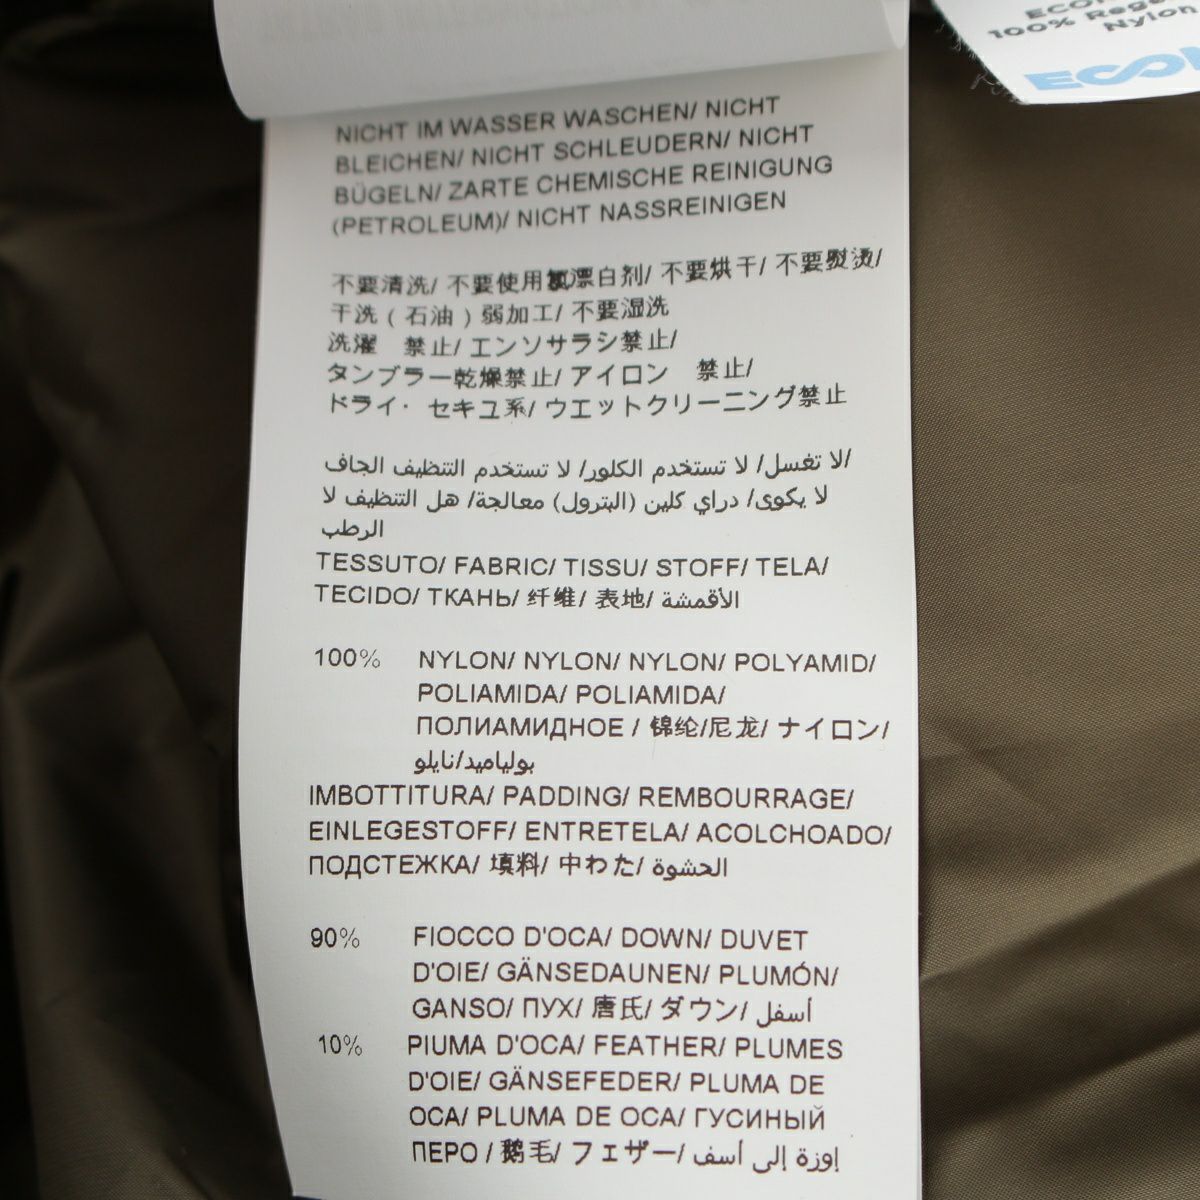 100% Rege
Nylon
NICHT IM WASSER WASCHEN/ NICHT
BLEICHEN/ NICHT SCHLEUDERN/ NICHT
BÜGELN/ ZARTE CHEMISCHE REINIGUNG
(PETROLEUM)/ NICHT NASSREINIGEN
不要清洗/ 不要使用氯漂白剂/ 不要烘干/ 不要熨烫/
干洗 ( 石油 ) 弱加工/ 不要湿洗
洗濯　禁止/ エンソサラシ禁止/
タンブラー乾燥禁止/ アイロン　禁止/
ドライ・ セキユ系/ ウエットクリーニング禁止
لا تغسل/ لا تستخدم الكلور/ لا تستخدم التنظيف الجاف/
لا يكوى/ دراي كلين (البترول) معالجة/ هل التنظيف لا
الرطب
TESSUTO/ FABRIC/ TISSU/ STOFF/ TELA/
TECIDO/ ТКАНЬ/ 纤维/ 表地/ الأقمشة
100% NYLON/ NYLON/ NYLON/ POLYAMID/
POLIAMIDA/ POLIAMIDA/
ПОЛИАМИДНОЕ / 锦纶/尼龙/ ナイロン/
بولياميد/نايلو
IMBOTTITURA/ PADDING/ REMBOURRAGE/
EINLEGESTOFF/ ENTRETELA/ ACOLCHOADO/
ПОДСТЕЖКА/ 填料/ 中わた/ الحشوة
90% FIOCCO D'OCA/ DOWN/ DUVET
D'OIE/ GÄNSEDAUNEN/ PLUMÓN/
GANSO/ ПУХ/ 唐氏/ ダウン/ أسفل
10% PIUMA D'OCA/ FEATHER/ PLUMES
D'OIE/ GÄNSEFEDER/ PLUMA DE
OCA/ PLUMA DE OCA/ ГУСИНЫЙ
ПЕРО / 鹅毛/ フェザー/ إوزة إلى أسف